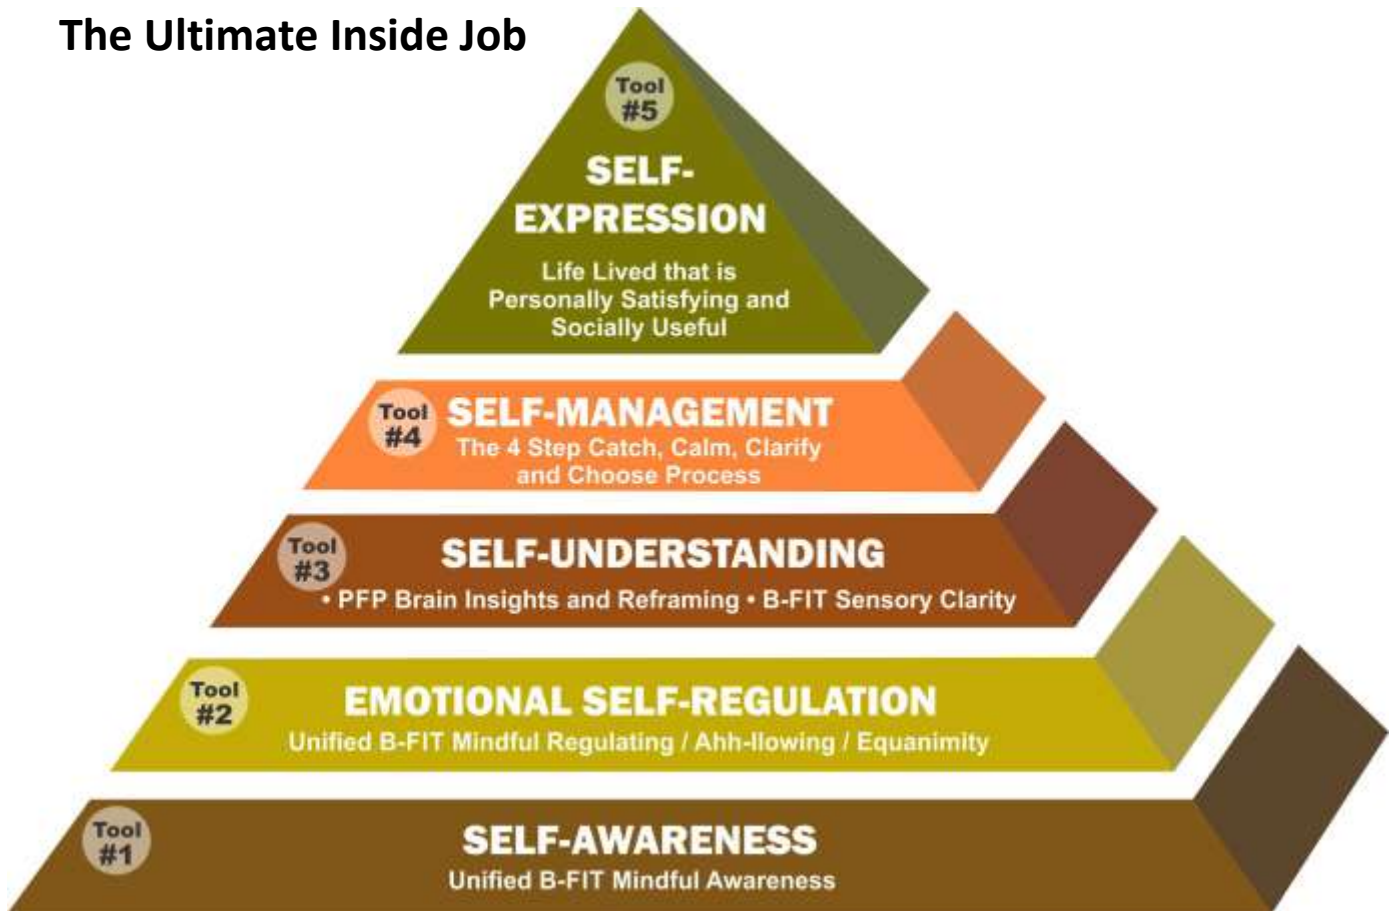 The Ultimate Inside Job
Tool
#5
SELF-
EXPRESSION
Life Lived that is
Personally Satisfying and
Socially Useful
Tool
#4
SELF-MANAGEMENT
The 4 Step Catch, Calm, Clarify
and Choose Process
Tool
#3
SELF-UNDERSTANDING
• PFP Brain Insights and Reframing • B-FIT Sensory Clarity
Tool
#2
EMOTIONAL SELF-REGULATION
Unified B-FIT Mindful Regulating / Ahh-llowing / Equanimity
Tool
#1
SELF-AWARENESS
Unified B-FIT Mindful Awareness